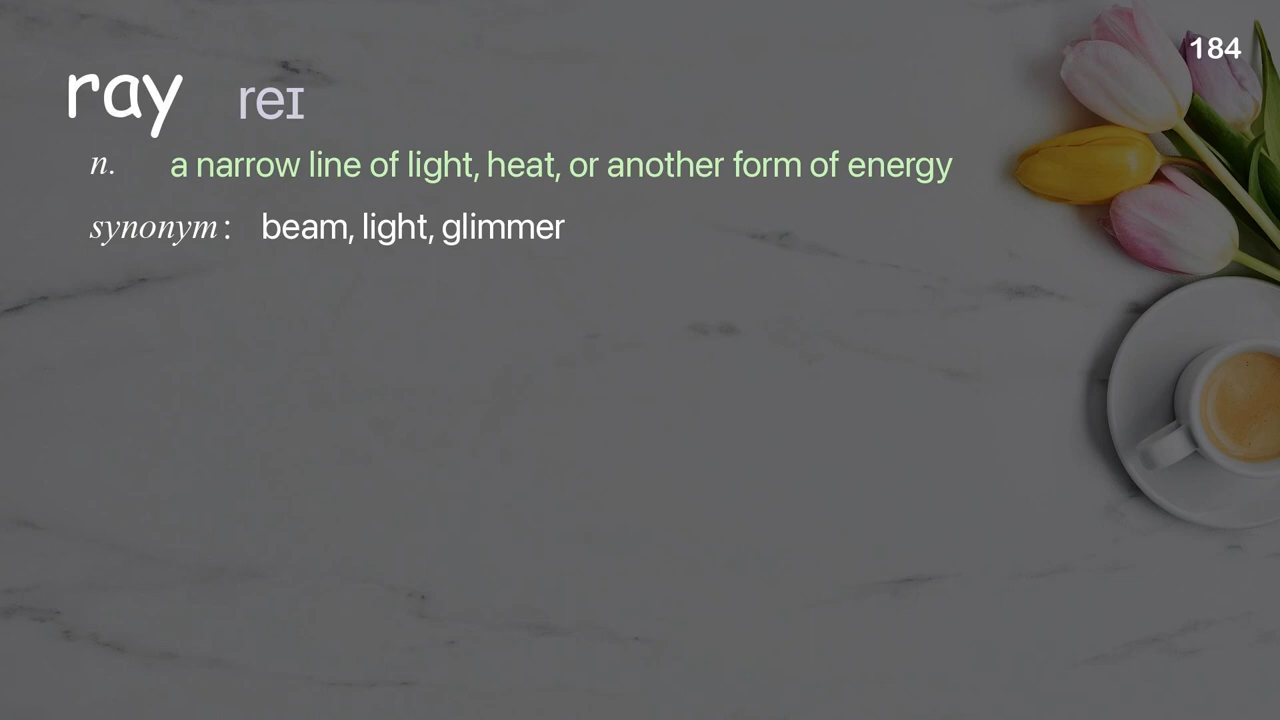 184
ray reɪ
n. a narrow line of light, heat, or another form of energy
synonym: beam, light, glimmer